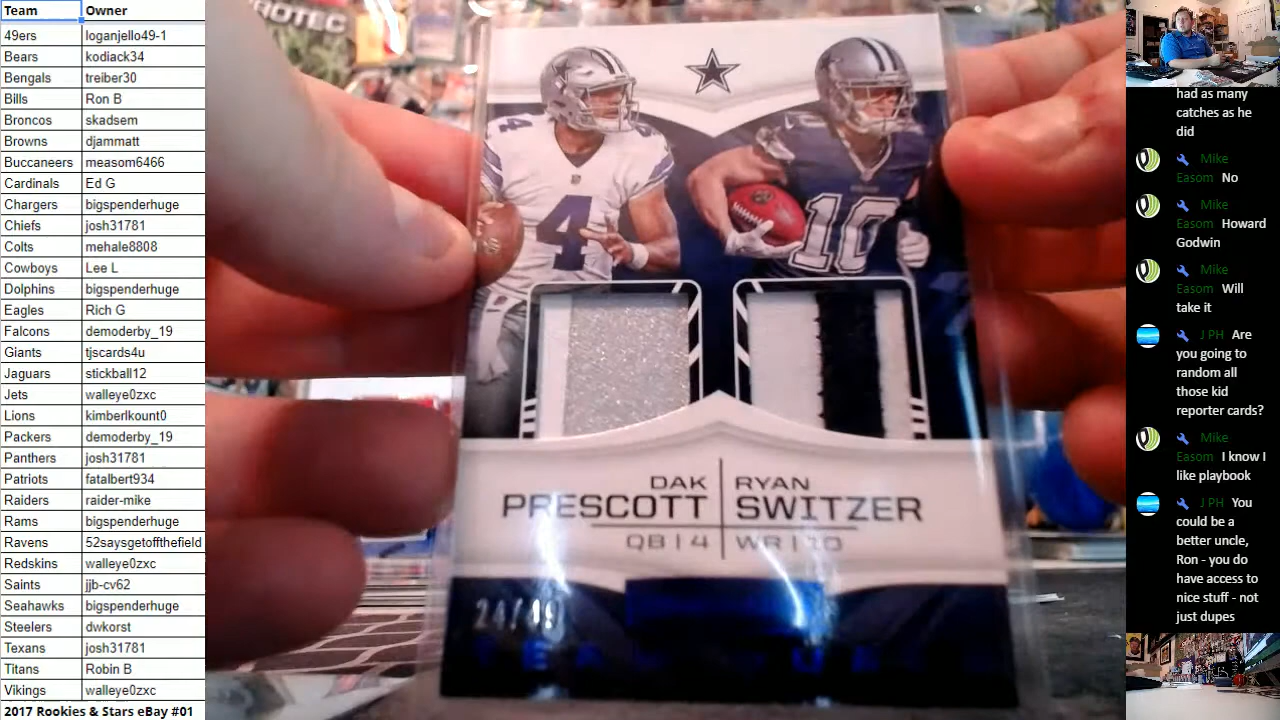 Team Owner
49ers loganjello49-1
Bears kodiack34
Bengals treiber30
Bills Ron B
Broncos skadsem
Browns djammatt
Buccaneers measom6466
Cardinals Ed G
Chargers bigspenderhuge
Chiefs josh31781
Colts mehale8808
Cowboys Lee L
Dolphins bigspenderhuge
Eagles Rich G
Falcons demoderby_19
Giants tjscards4u
Jaguars stickball12
Jets walleye0zxc
Lions kimberlkount0
Packers demoderby_19
Panthers josh31781
Patriots fatalbert934
Raiders raider-mike
Rams bigspenderhuge
Ravens 52saysgetoffthefield
Redskins walleye0zxc
Saints jjb-cv62
Seahawks bigspenderhuge
Steelers dwkorst
Texans josh31781
Titans Robin B
Vikings walleye0zxc
2017 Rookies & Stars eBay #01
4
10
DAK
PRESCOTT
QB | 4
RYAN
SWITZER
WR | 10
24/49
had as many
catches as he
did
Mike
Easom No
Mike
Easom Howard
Godwin
Mike
Easom Will
take it
J PH Are
you going to
random all
those kid
reporter cards?
Mike
Easom I know I
like playbook
J PH You
could be a
better uncle,
Ron - you do
have access to
nice stuff - not
just dupes